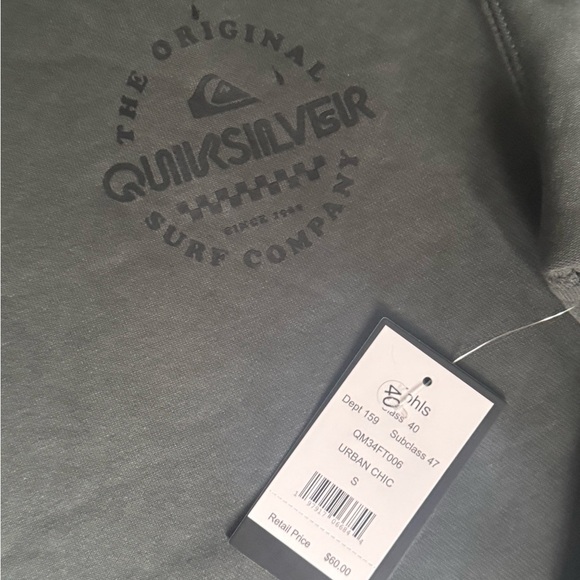 THE ORIGINAL
QUIKSILVER
SINCE 1969
SURF COMPANY
40
ohls
Class 40
Dept 159 Subclass 47
QM34FT006
URBAN CHIC
S
Retail Price $60.00